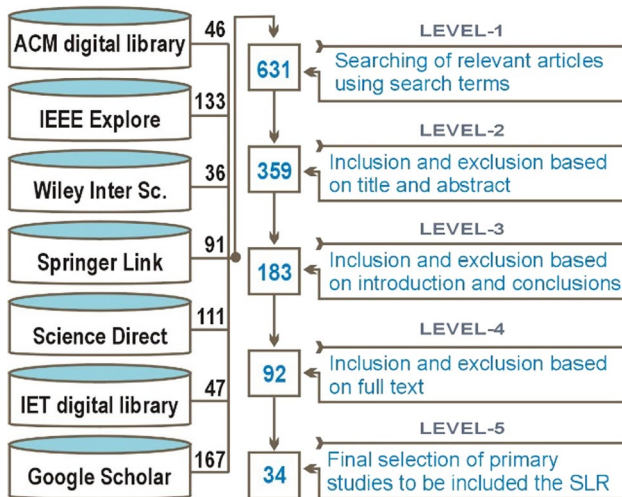 ACM digital library
46
IEEE Explore
133
Wiley Inter Sc.
36
Springer Link
91
Science Direct
111
IET digital library
47
Google Scholar
167
LEVEL-1
631
Searching of relevant articles
using search terms
LEVEL-2
359
Inclusion and exclusion based
on title and abstract
LEVEL-3
183
Inclusion and exclusion based
on introduction and conclusions
LEVEL-4
92
Inclusion and exclusion based
on full text
LEVEL-5
34
Final selection of primary
studies to be included the SLR